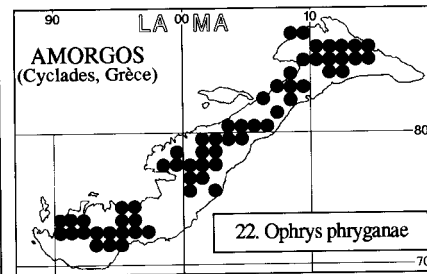 90 00 10
LA MA
AMORGOS
(Cyclades, Grèce)
80
22. Ophrys phryganae
70